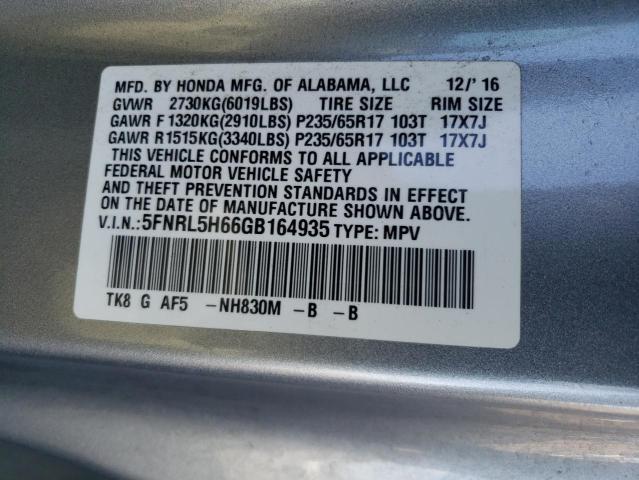 MFD. BY HONDA MFG. OF ALABAMA, LLC 12/' 16
GVWR 2730KG(6019LBS) TIRE SIZE RIM SIZE
GAWR F 1320KG(2910LBS) P235/65R17 103T 17X7J
GAWR R1515KG(3340LBS) P235/65R17 103T 17X7J
THIS VEHICLE CONFORMS TO ALL APPLICABLE
FEDERAL MOTOR VEHICLE SAFETY
AND THEFT PREVENTION STANDARDS IN EFFECT
ON THE DATE OF MANUFACTURE SHOWN ABOVE.
V.I.N.:5FNRL5H66GB164935 TYPE: MPV
TK8 G AF5 -NH830M -B -B